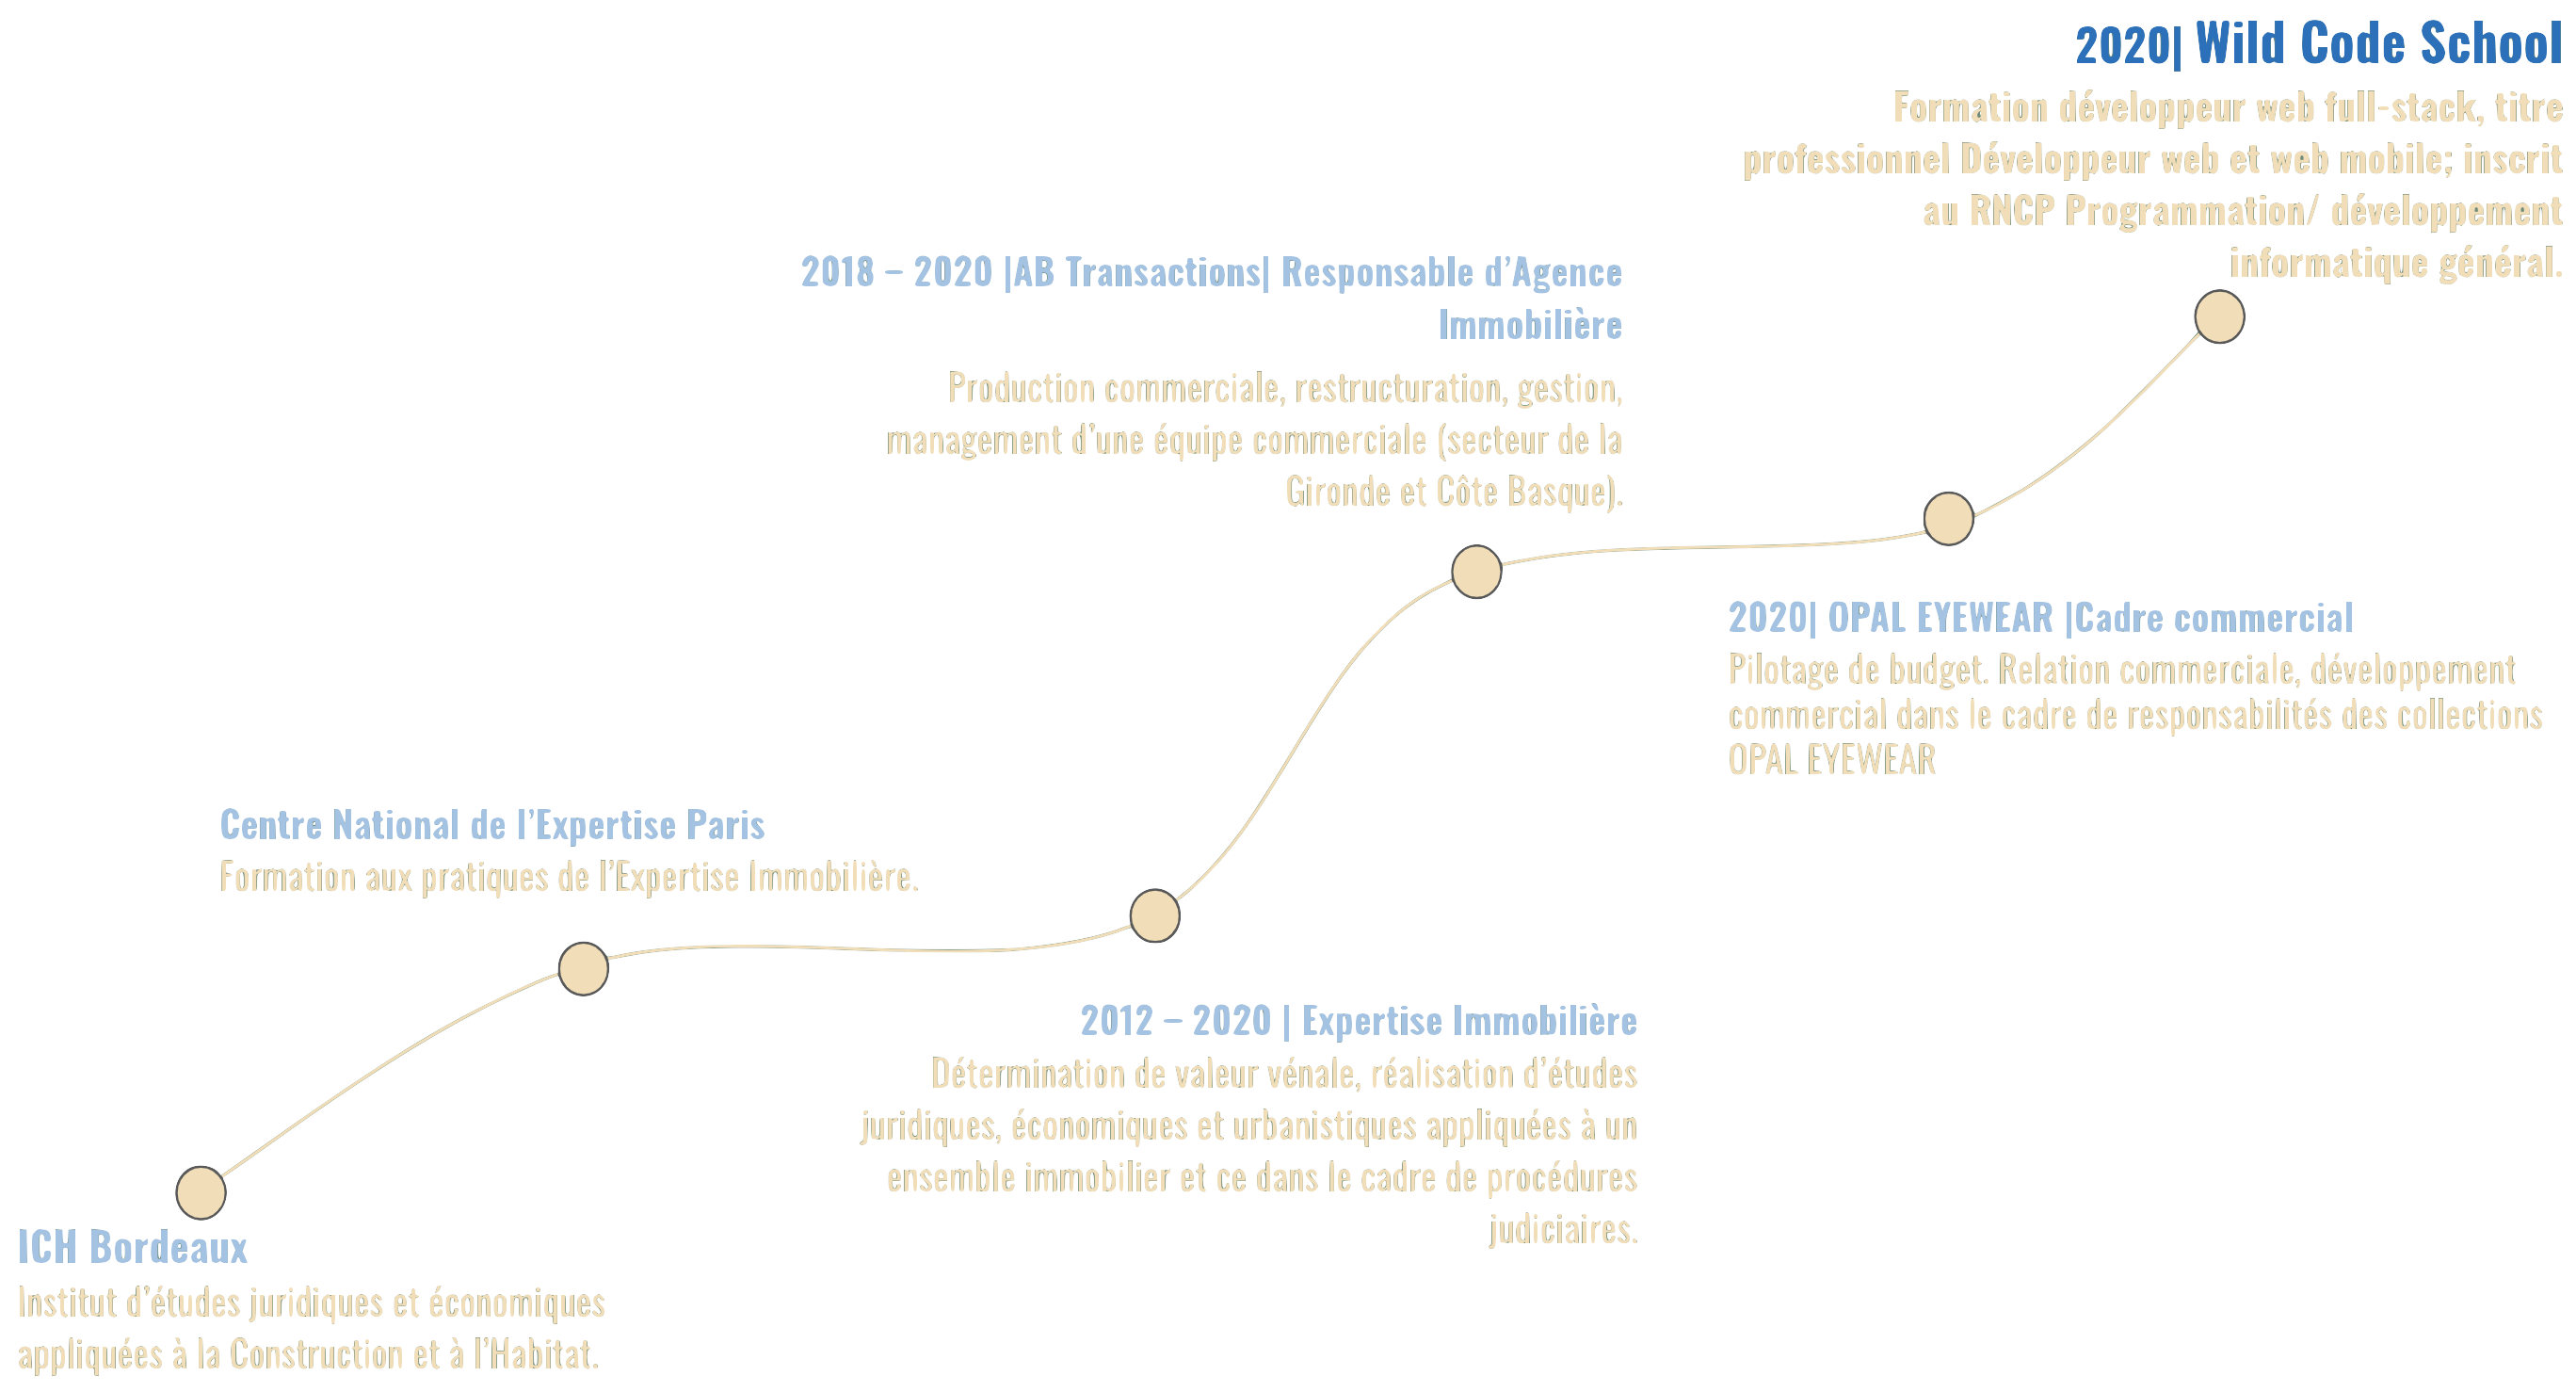 2020| Wild Code School
Formation développeur web full-stack, titre
professionnel Développeur web et web mobile; inscrit
au RNCP Programmation/ développement
informatique général.
2018 – 2020 |AB Transactions| Responsable d’Agence
Immobilière
Production commerciale, restructuration, gestion,
management d’une équipe commerciale (secteur de la
Gironde et Côte Basque).
2020| OPAL EYEWEAR |Cadre commercial
Pilotage de budget. Relation commerciale, développement
commercial dans le cadre de responsabilités des collections
OPAL EYEWEAR
Centre National de l’Expertise Paris
Formation aux pratiques de l’Expertise Immobilière.
2012 – 2020 | Expertise Immobilière
Détermination de valeur vénale, réalisation d’études
juridiques, économiques et urbanistiques appliquées à un
ensemble immobilier et ce dans le cadre de procédures
judiciaires.
ICH Bordeaux
Institut d’études juridiques et économiques
appliquées à la Construction et à l’Habitat.